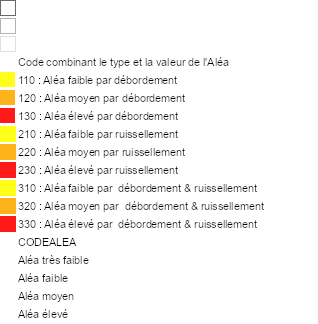 Code combinant le type et la valeur de l'Aléa
110 : Aléa faible par débordement
120 : Aléa moyen par débordement
130 : Aléa élevé par débordement
210 : Aléa faible par ruissellement
220 : Aléa moyen par ruissellement
230 : Aléa élevé par ruissellement
310 : Aléa faible par  débordement & ruissellement
320 : Aléa moyen par  débordement & ruissellement
330 : Aléa élevé par  débordement & ruissellement
CODEALEA
Aléa très faible
Aléa faible
Aléa moyen
Aléa élevé